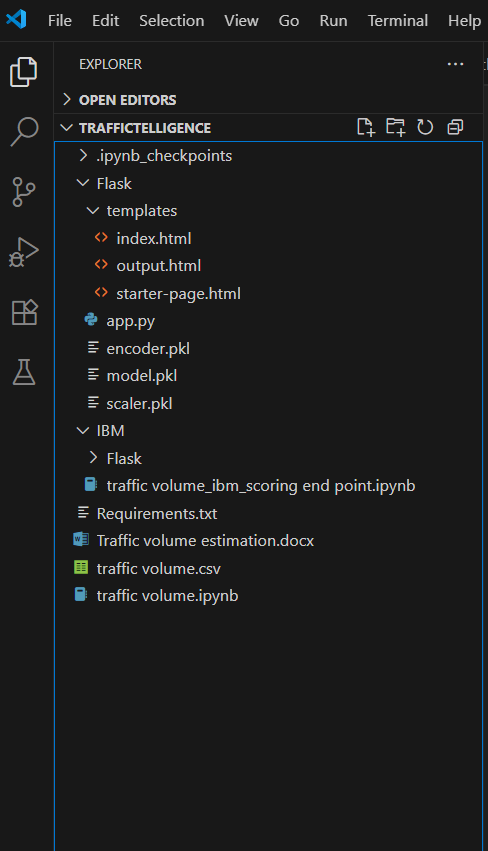 File Edit Selection View Go Run Terminal Help
EXPLORER
OPEN EDITORS
TRAFFICTELLIGENCE
.ipynb_checkpoints
Flask
templates
index.html
output.html
starter-page.html
app.py
encoder.pkl
model.pkl
scaler.pkl
IBM
Flask
traffic volume_ibm_scoring end point.ipynb
Requirements.txt
Traffic volume estimation.docx
traffic volume.csv
traffic volume.ipynb